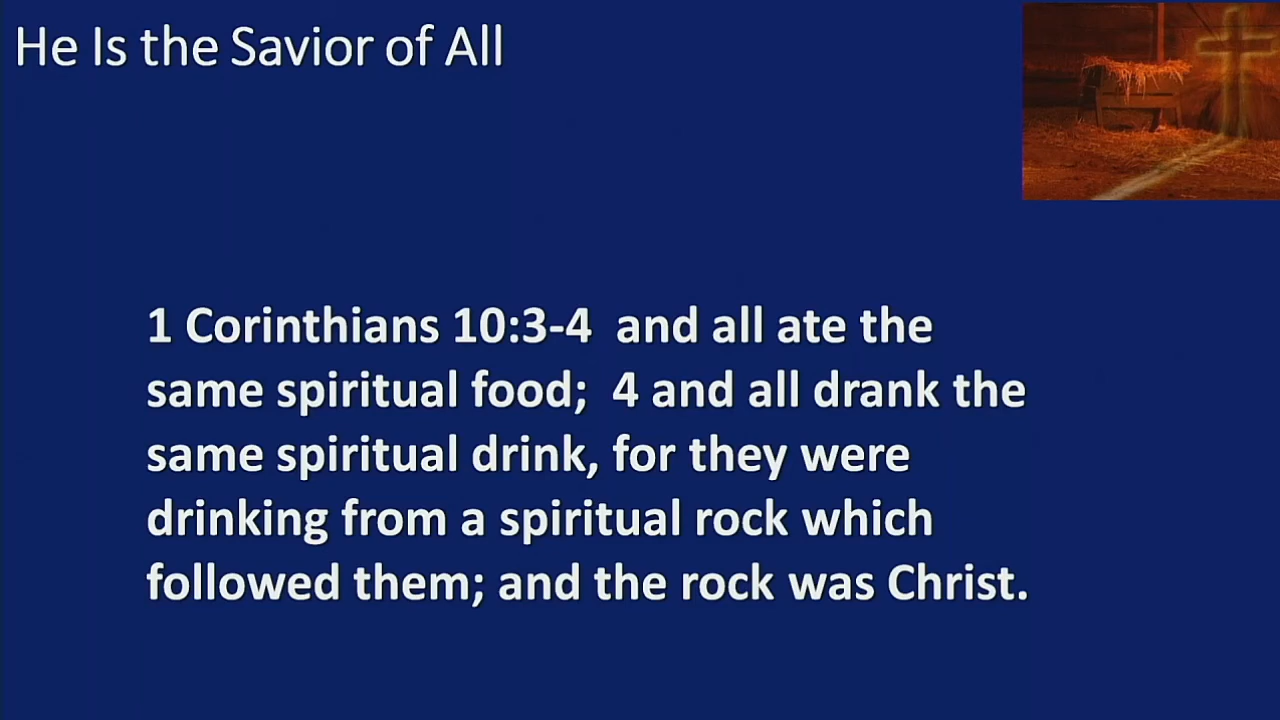 He Is the Savior of All
1 Corinthians 10:3-4  and all ate the
same spiritual food;  4 and all drank the
same spiritual drink, for they were
drinking from a spiritual rock which
followed them; and the rock was Christ.